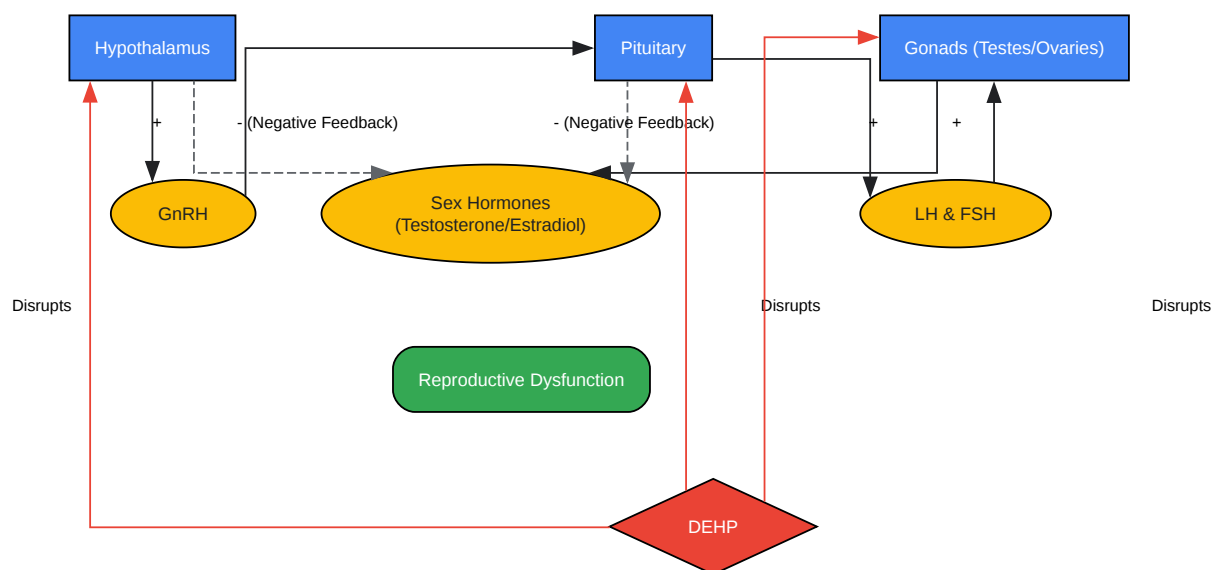 Hypothalamus
Pituitary
Gonads (Testes/Ovaries)
+
- (Negative Feedback)
- (Negative Feedback)
+
+
GnRH
Sex Hormones
(Testosterone/Estradiol)
LH & FSH
Disrupts
Disrupts
Disrupts
Reproductive Dysfunction
DEHP